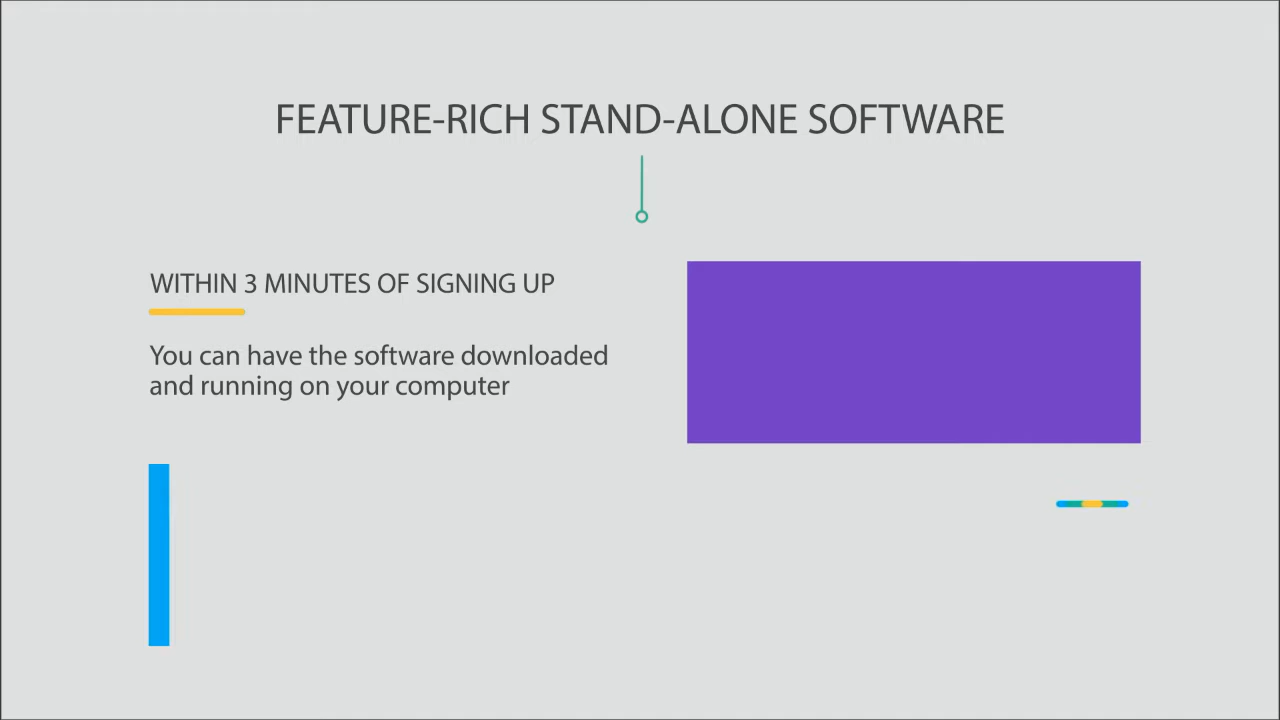 FEATURE-RICH STAND-ALONE SOFTWARE
WITHIN 3 MINUTES OF SIGNING UP
You can have the software downloaded
and running on your computer